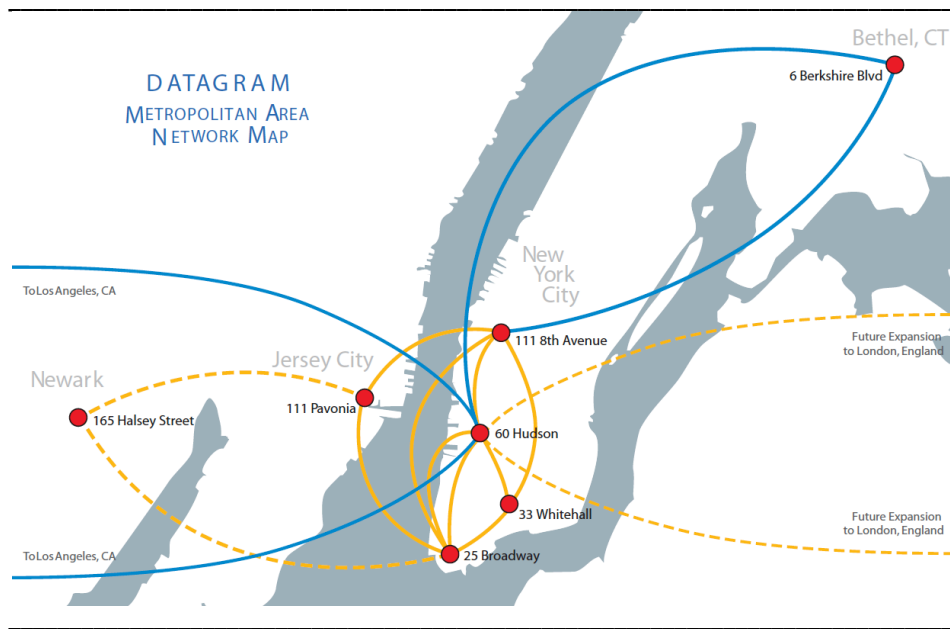 Bethel, CT
6 Berkshire Blvd
DATAGRAM
METROPOLITAN AREA
NETWORK MAP
New
York
City
To Los Angeles, CA
111 8th Avenue
Future Expansion
to London, England
Jersey City
Newark
111 Pavonia
165 Halsey Street
60 Hudson
33 Whitehall
Future Expansion
to London, England
To Los Angeles, CA
25 Broadway